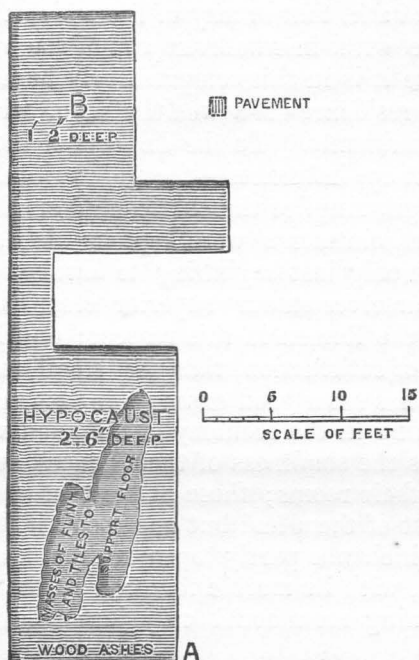 B
1' 2" DEEP
PAVEMENT
HYPOCAUST
2'. 6" DEEP
0 5 10 15
SCALE OF FEET
MASSES OF FLINT
AND TILES TO
SUPPORT FLOOR
WOOD ASHES
A